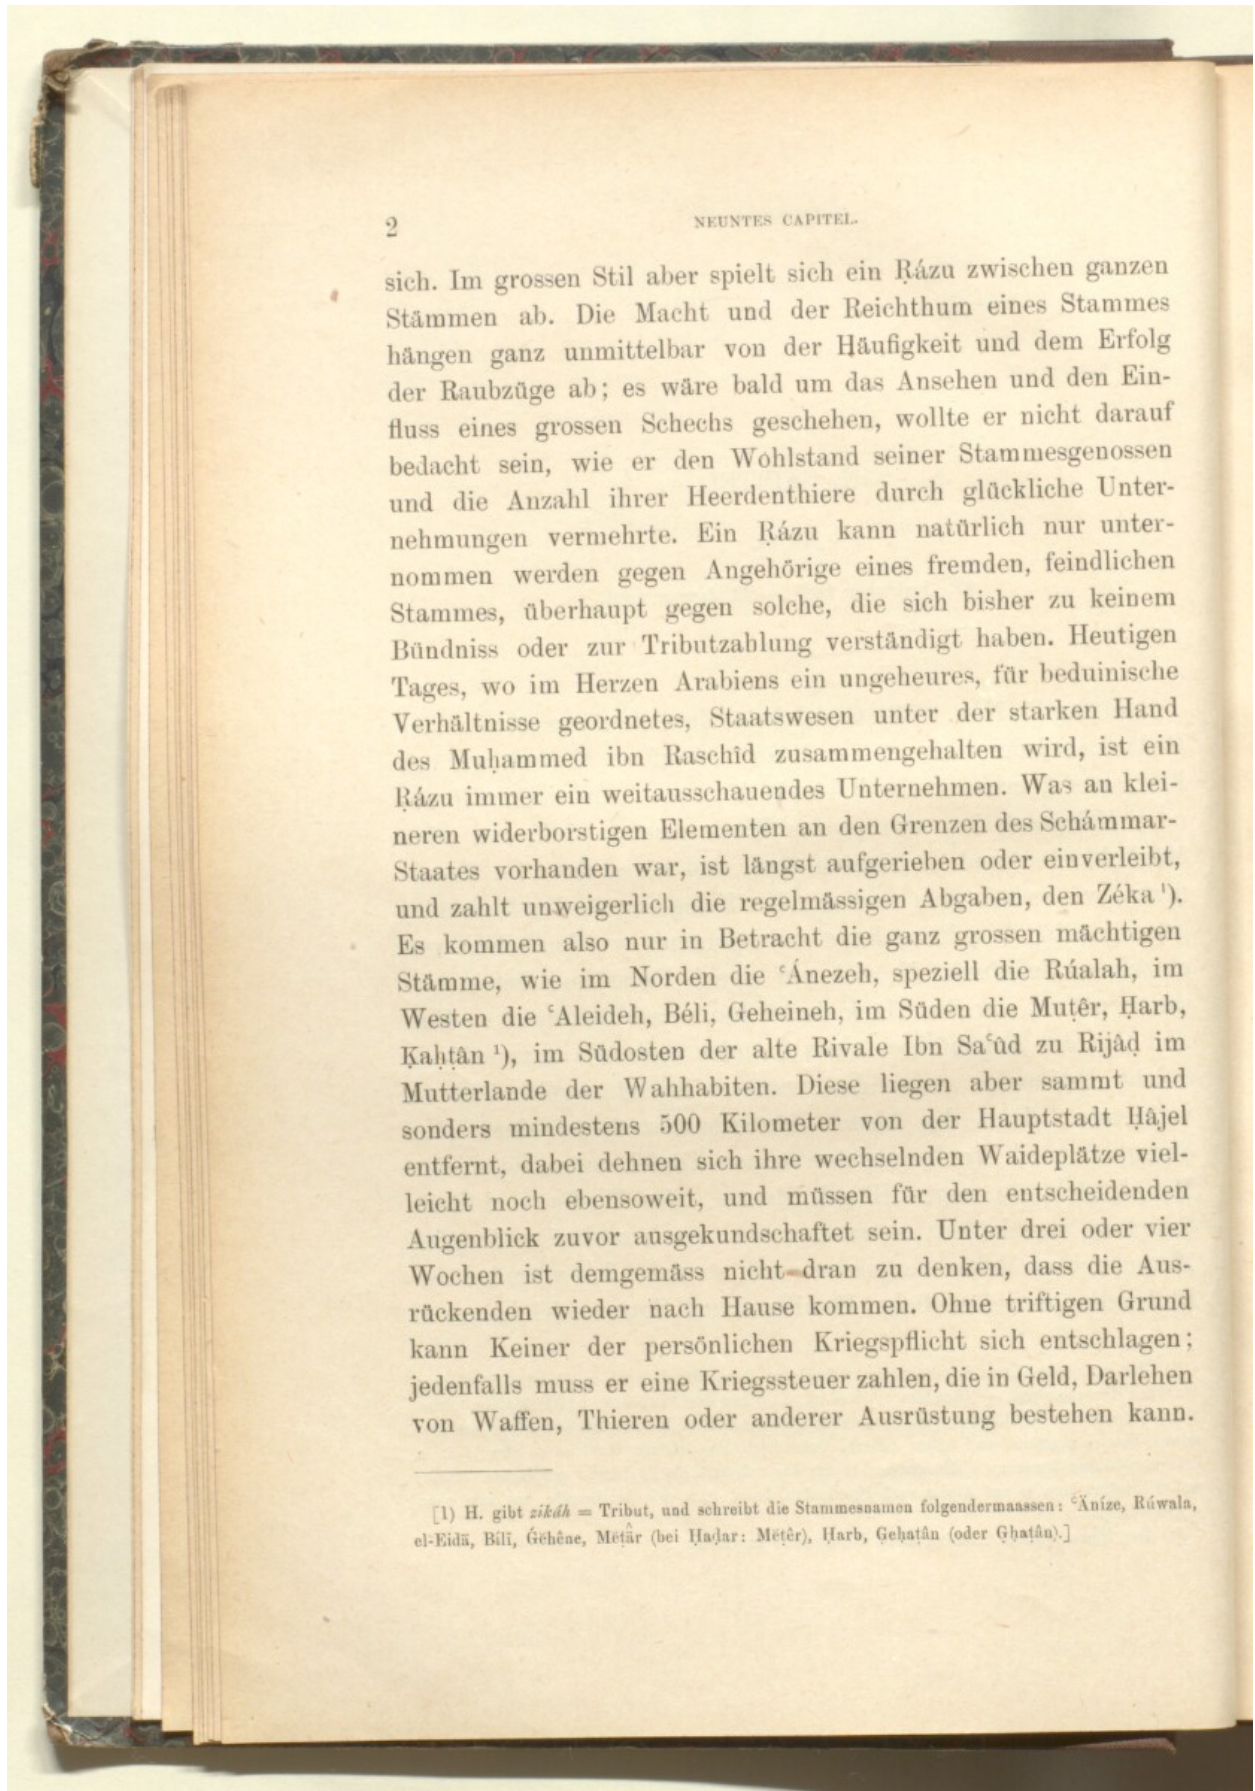 2
NEUNTES CAPITEL.
sich. Im grossen Stil aber spielt sich ein Ṛázu zwischen ganzen
Stämmen ab. Die Macht und der Reichthum eines Stammes
hängen ganz unmittelbar von der Häufigkeit und dem Erfolg
der Raubzüge ab; es wäre bald um das Ansehen und den Ein-
fluss eines grossen Schechs geschehen, wollte er nicht darauf
bedacht sein, wie er den Wohlstand seiner Stammesgenossen
und die Anzahl ihrer Heerdenthiere durch glückliche Unter-
nehmungen vermehrte. Ein Ṛázu kann natürlich nur unter-
nommen werden gegen Angehörige eines fremden, feindlichen
Stammes, überhaupt gegen solche, die sich bisher zu keinem
Bündniss oder zur Tributzahlung verständigt haben. Heutigen
Tages, wo im Herzen Arabiens ein ungeheures, für beduinische
Verhältnisse geordnetes, Staatswesen unter der starken Hand
des Muḥammed ibn Raschîd zusammengehalten wird, ist ein
Ṛázu immer ein weitausschauendes Unternehmen. Was an klei-
neren widerborstigen Elementen an den Grenzen des Schámmar-
Staates vorhanden war, ist längst aufgerieben oder einverleibt,
und zahlt unweigerlich die regelmässigen Abgaben, den Zéka ¹).
Es kommen also nur in Betracht die ganz grossen mächtigen
Stämme, wie im Norden die ʿÁnezeh, speziell die Rúalah, im
Westen die ʿAleideh, Béli, Geheineh, im Süden die Muṭêr, Ḥarb,
Ḳaḥṭân ¹), im Südosten der alte Rivale Ibn Saʿûd zu Rijâḍ im
Mutterlande der Wahhabiten. Diese liegen aber sammt und
sonders mindestens 500 Kilometer von der Hauptstadt Ḥâjel
entfernt, dabei dehnen sich ihre wechselnden Waideplätze viel-
leicht noch ebensoweit, und müssen für den entscheidenden
Augenblick zuvor ausgekundschaftet sein. Unter drei oder vier
Wochen ist demgemäss nicht dran zu denken, dass die Aus-
rückenden wieder nach Hause kommen. Ohne triftigen Grund
kann Keiner der persönlichen Kriegspflicht sich entschlagen;
jedenfalls muss er eine Kriegssteuer zahlen, die in Geld, Darlehen
von Waffen, Thieren oder anderer Ausrüstung bestehen kann.
[1) H. gibt zikâh = Tribut, und schreibt die Stammesnamen folgendermaassen: ʿÄníze, Rúwala,
el-Eidā, Bílī, Ǵĕhêne, Mĕṭâr (bei Ḥaḍar: Mĕṭêr), Ḥarb, Geḥaṭân (oder G̣ḥaṭân).]